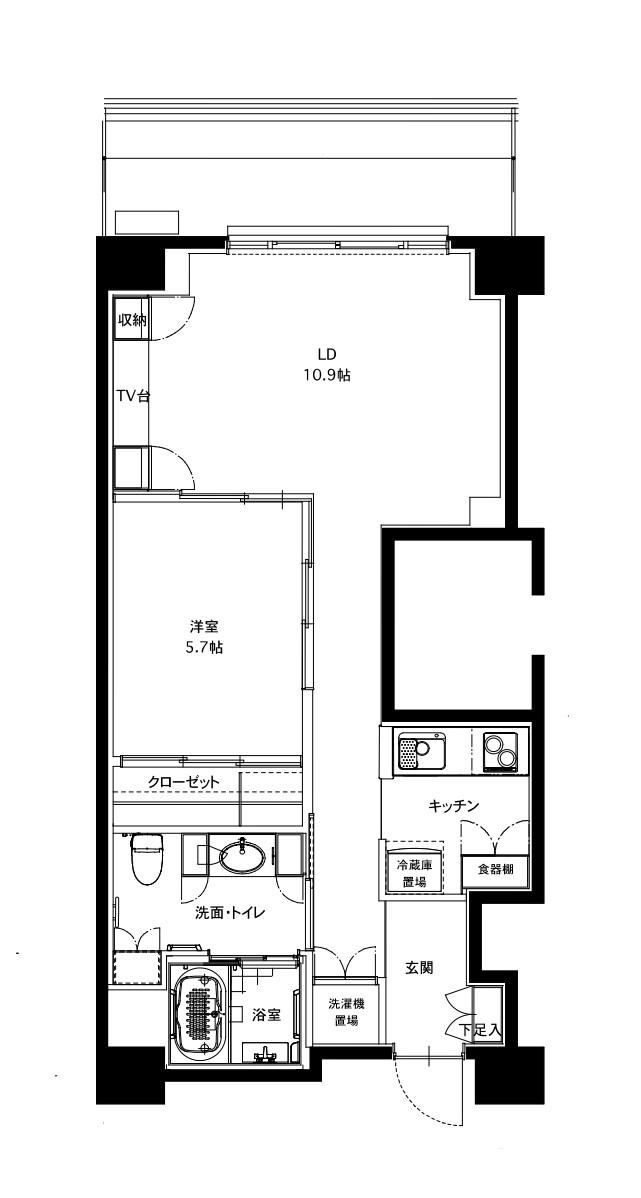 LD
10.9帖
収納
TV台
洋室
5.7帖
クローゼット
キッチン
冷蔵庫
置場
食器棚
洗面・トイレ
玄関
浴室
洗濯機
置場
下足入